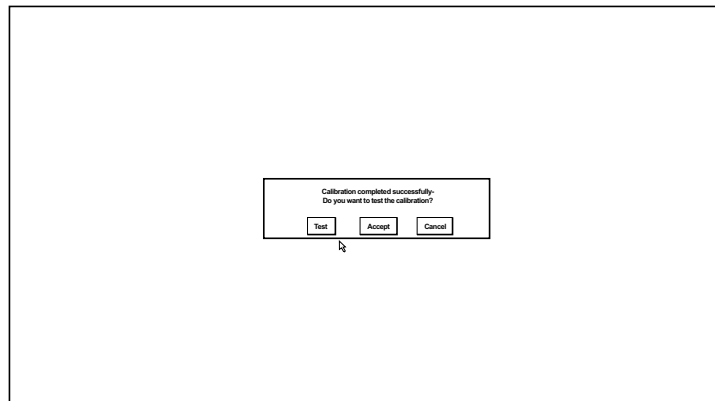 Calibration completed successfully-
Do you want to test the calibration?
Test Accept Cancel